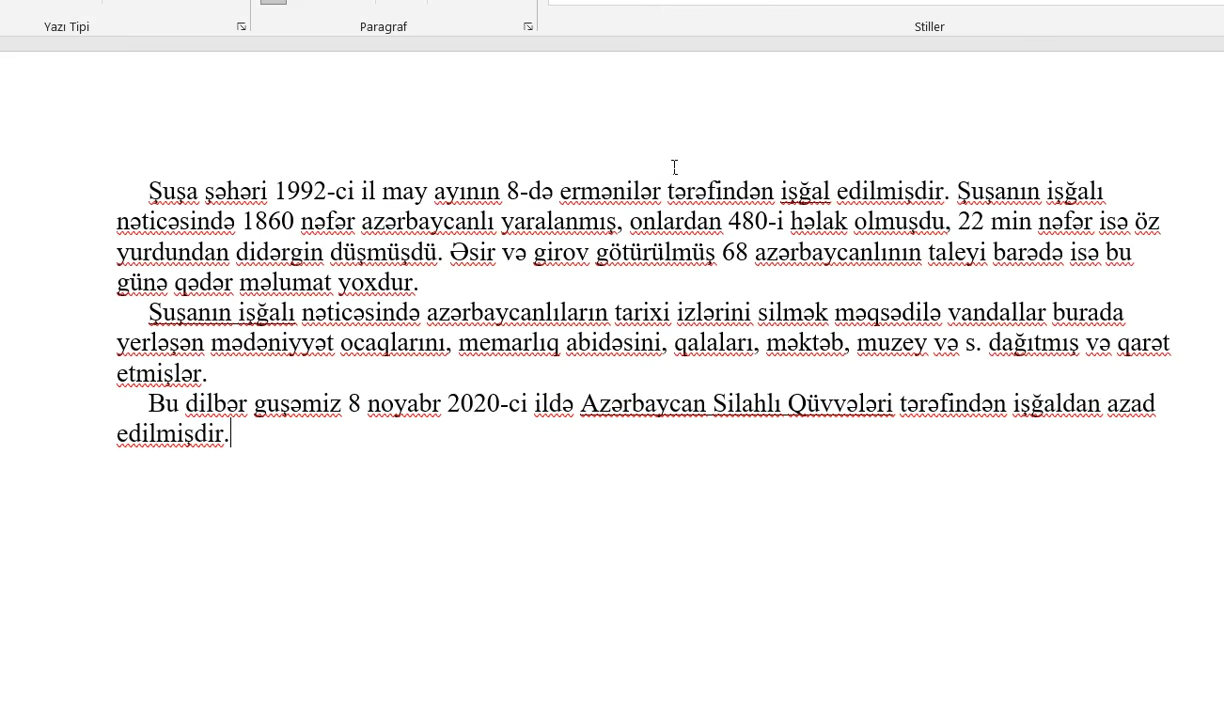 Yazı Tipi
Paragraf
Stiller
Şuşa şəhəri 1992-ci il may ayının 8-də ermənilər tərəfindən işğal edilmişdir. Şuşanın işğalı
nəticəsində 1860 nəfər azərbaycanlı yaralanmış, onlardan 480-i həlak olmuşdu, 22 min nəfər isə öz
yurdundan didərgin düşmüşdü. Əsir və girov götürülmüş 68 azərbaycanlının taleyi barədə isə bu
günə qədər məlumat yoxdur.
Şuşanın işğalı nəticəsində azərbaycanlıların tarixi izlərini silmək məqsədilə vandallar burada
yerləşən mədəniyyət ocaqlarını, memarlıq abidəsini, qalaları, məktəb, muzey və s. dağıtmış və qarət
etmişlər.
Bu dilbər guşəmiz 8 noyabr 2020-ci ildə Azərbaycan Silahlı Qüvvələri tərəfindən işğaldan azad
edilmişdir.